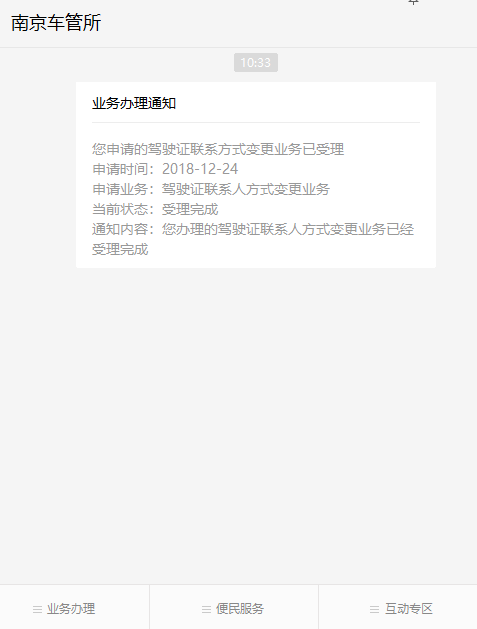 南京车管所
10:33
业务办理通知
您申请的驾驶证联系方式变更业务已受理
申请时间：2018-12-24
申请业务：驾驶证联系人方式变更业务
当前状态：受理完成
通知内容：您办理的驾驶证联系人方式变更业务已经
受理完成
业务办理
便民服务
互动专区